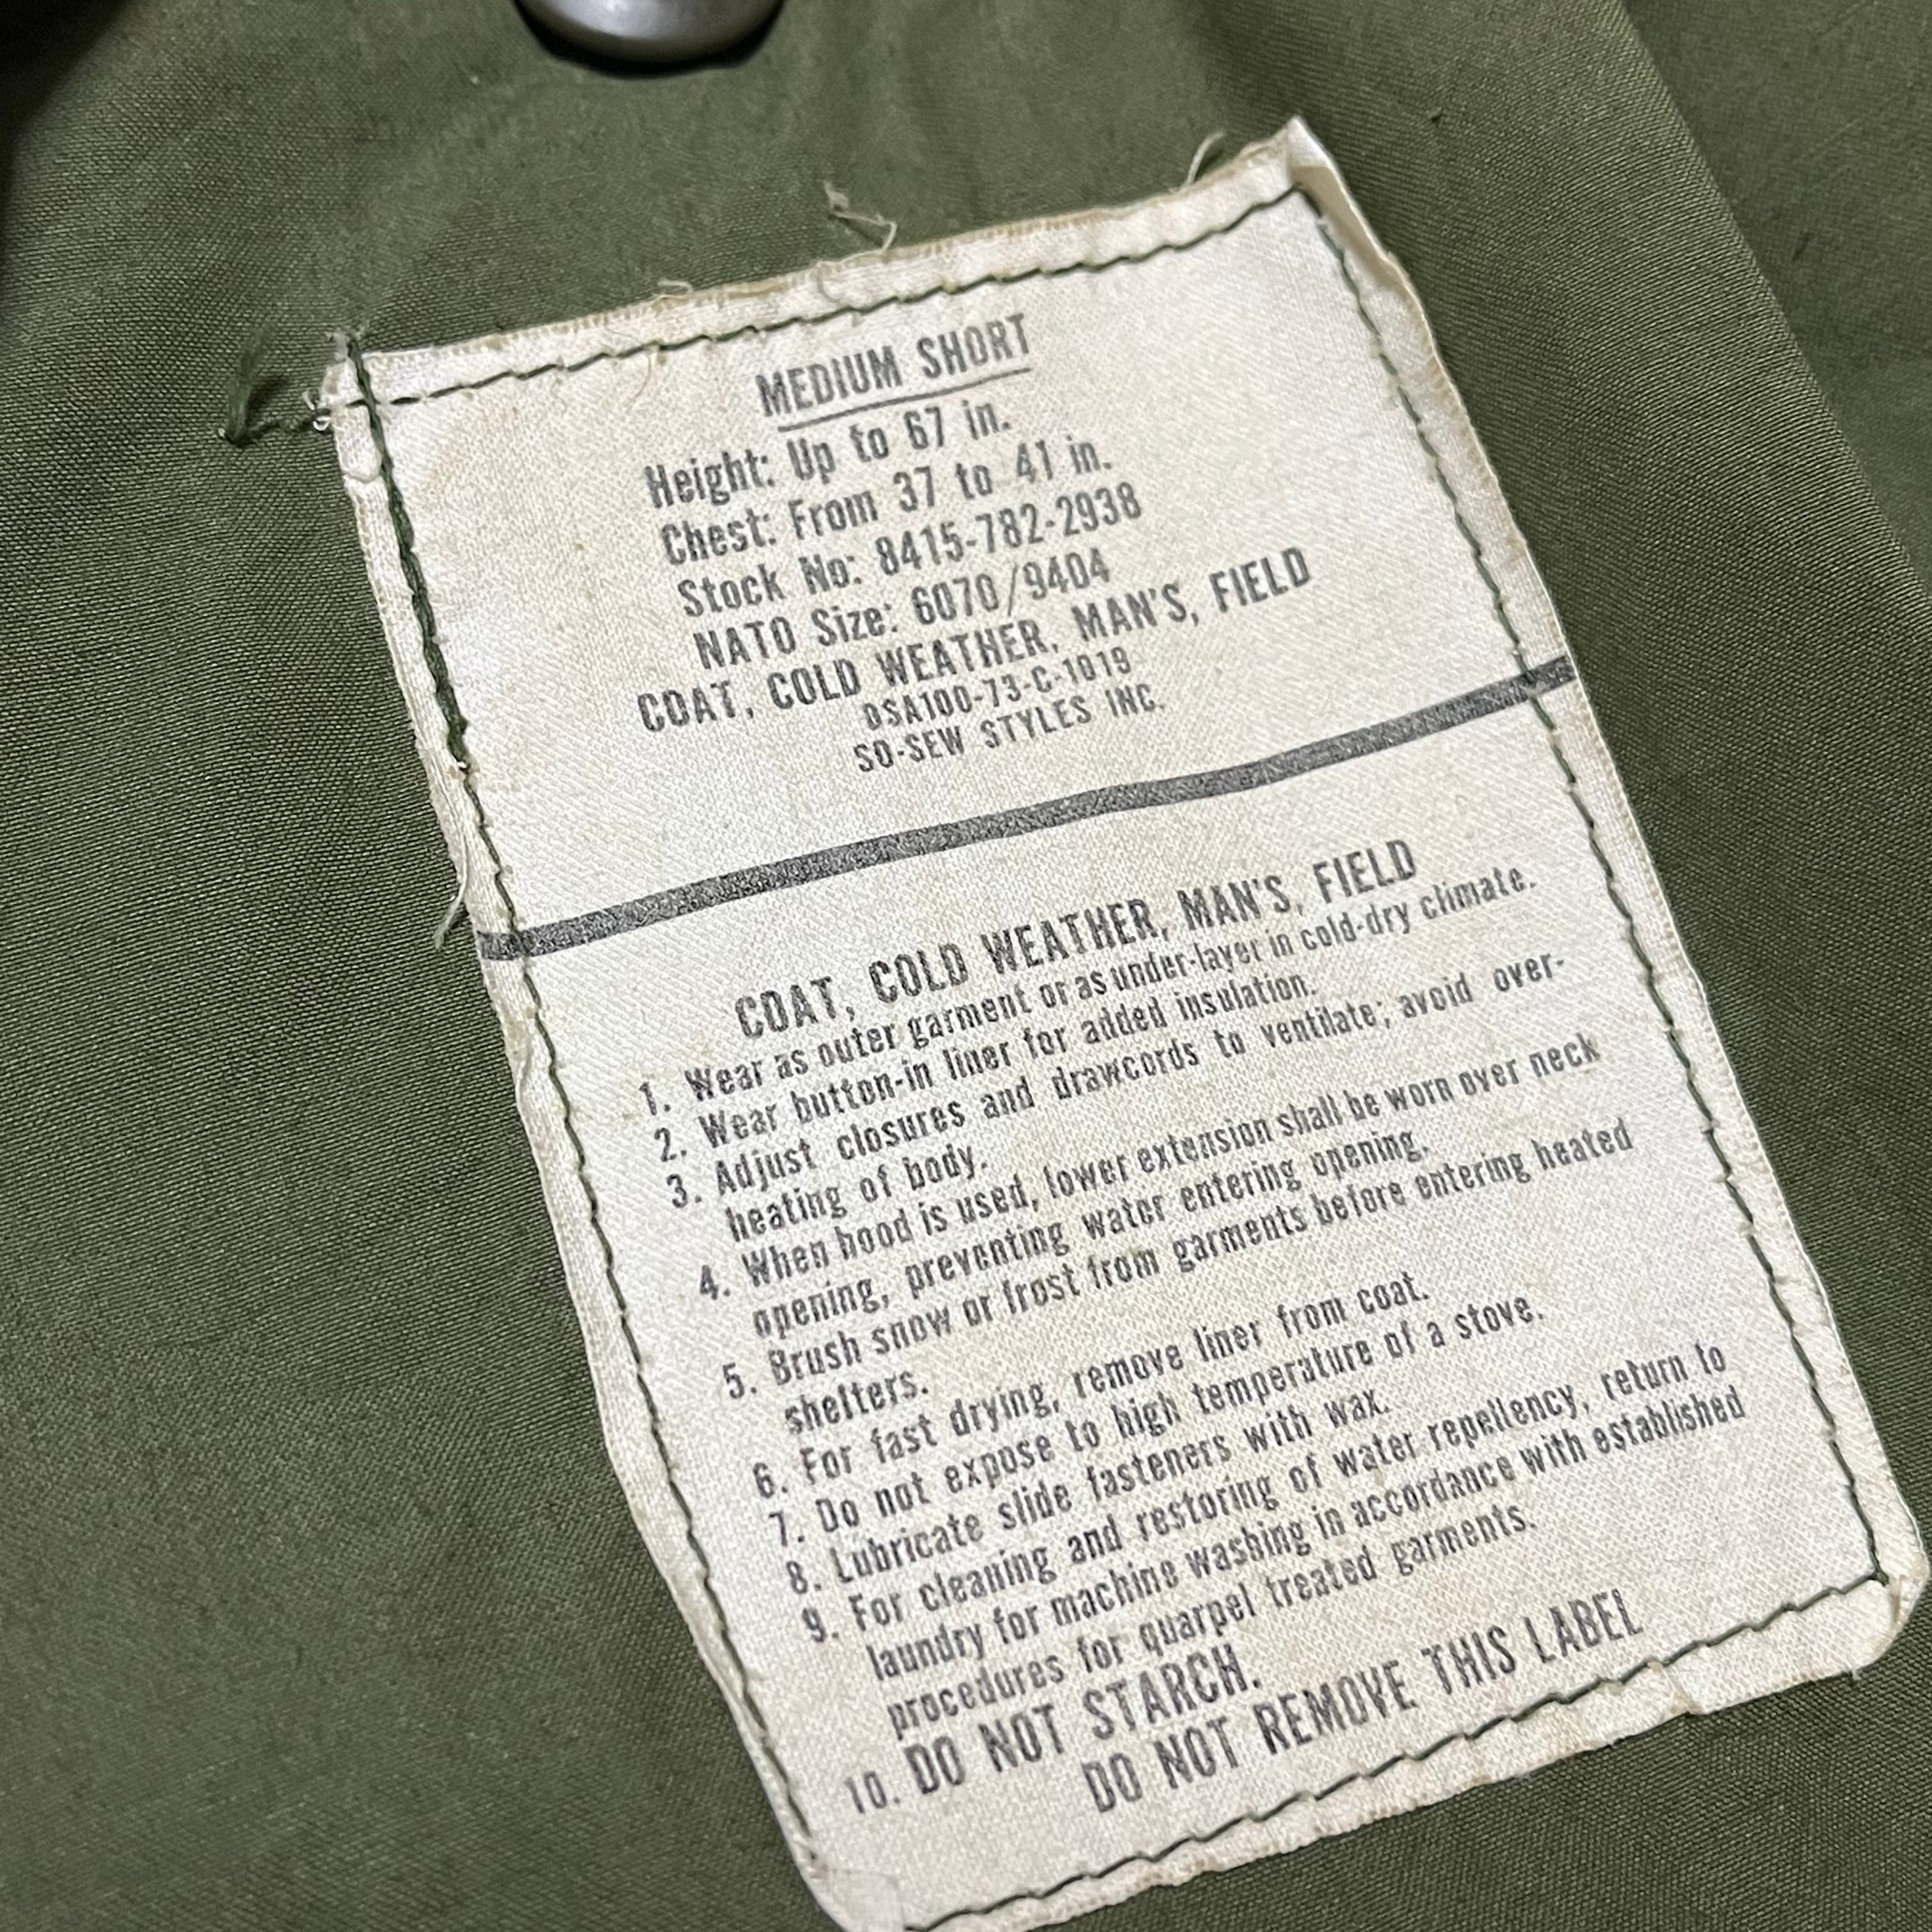 MEDIUM SHORT
Height: Up to 67 in.
Chest: From 37 to 41 in.
Stock No: 8415-782-2938
NATO Size: 6070/9404
COAT, COLD WEATHER, MAN'S, FIELD
DSA100-73-C-1019
SO-SEW STYLES INC.
COAT, COLD WEATHER, MAN'S, FIELD
1. Wear as outer garment or as under-layer in cold-dry climate.
2. Wear button-in liner for added insulation.
3. Adjust closures and drawcords to ventilate; avoid over-
heating of body.
4. When hood is used, lower extension shall be worn over neck
opening, preventing water entering opening.
5. Brush snow or frost from garments before entering heated
shelters.
6. For fast drying, remove liner from coat.
7. Do not expose to high temperature of a stove.
8. Lubricate slide fasteners with wax.
9. For cleaning and restoring of water repellency, return to
laundry for machine washing in accordance with established
procedures for quarpel treated garments.
10. DO NOT STARCH.
DO NOT REMOVE THIS LABEL